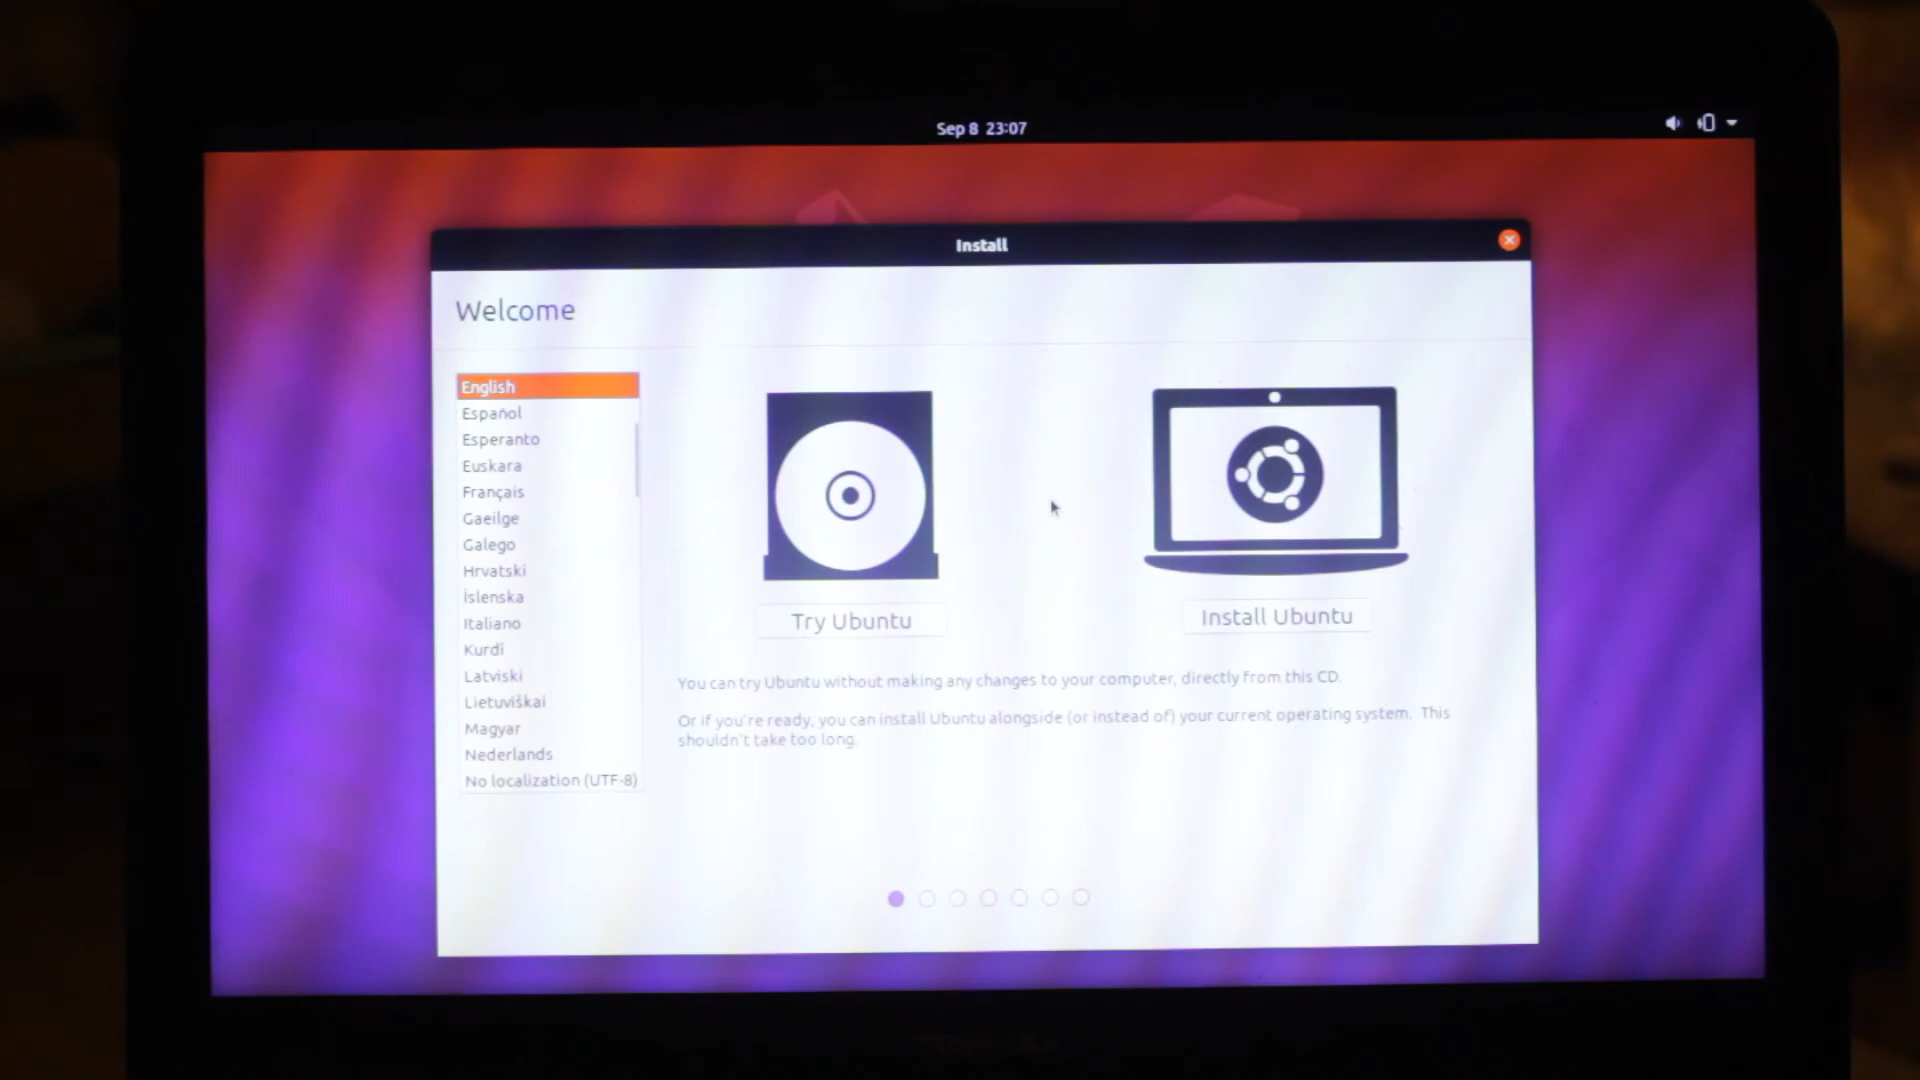 Sep 8 23:07
Install
Welcome
English
Español
Esperanto
Euskara
Français
Gaeilge
Galego
Hrvatski
Íslenska
Italiano
Kurdî
Latviski
Lietuviškai
Magyar
Nederlands
No localization (UTF-8)
Try Ubuntu
Install Ubuntu
You can try Ubuntu without making any changes to your computer, directly from this CD.
Or if you're ready, you can install Ubuntu alongside (or instead of) your current operating system. This
shouldn't take too long.